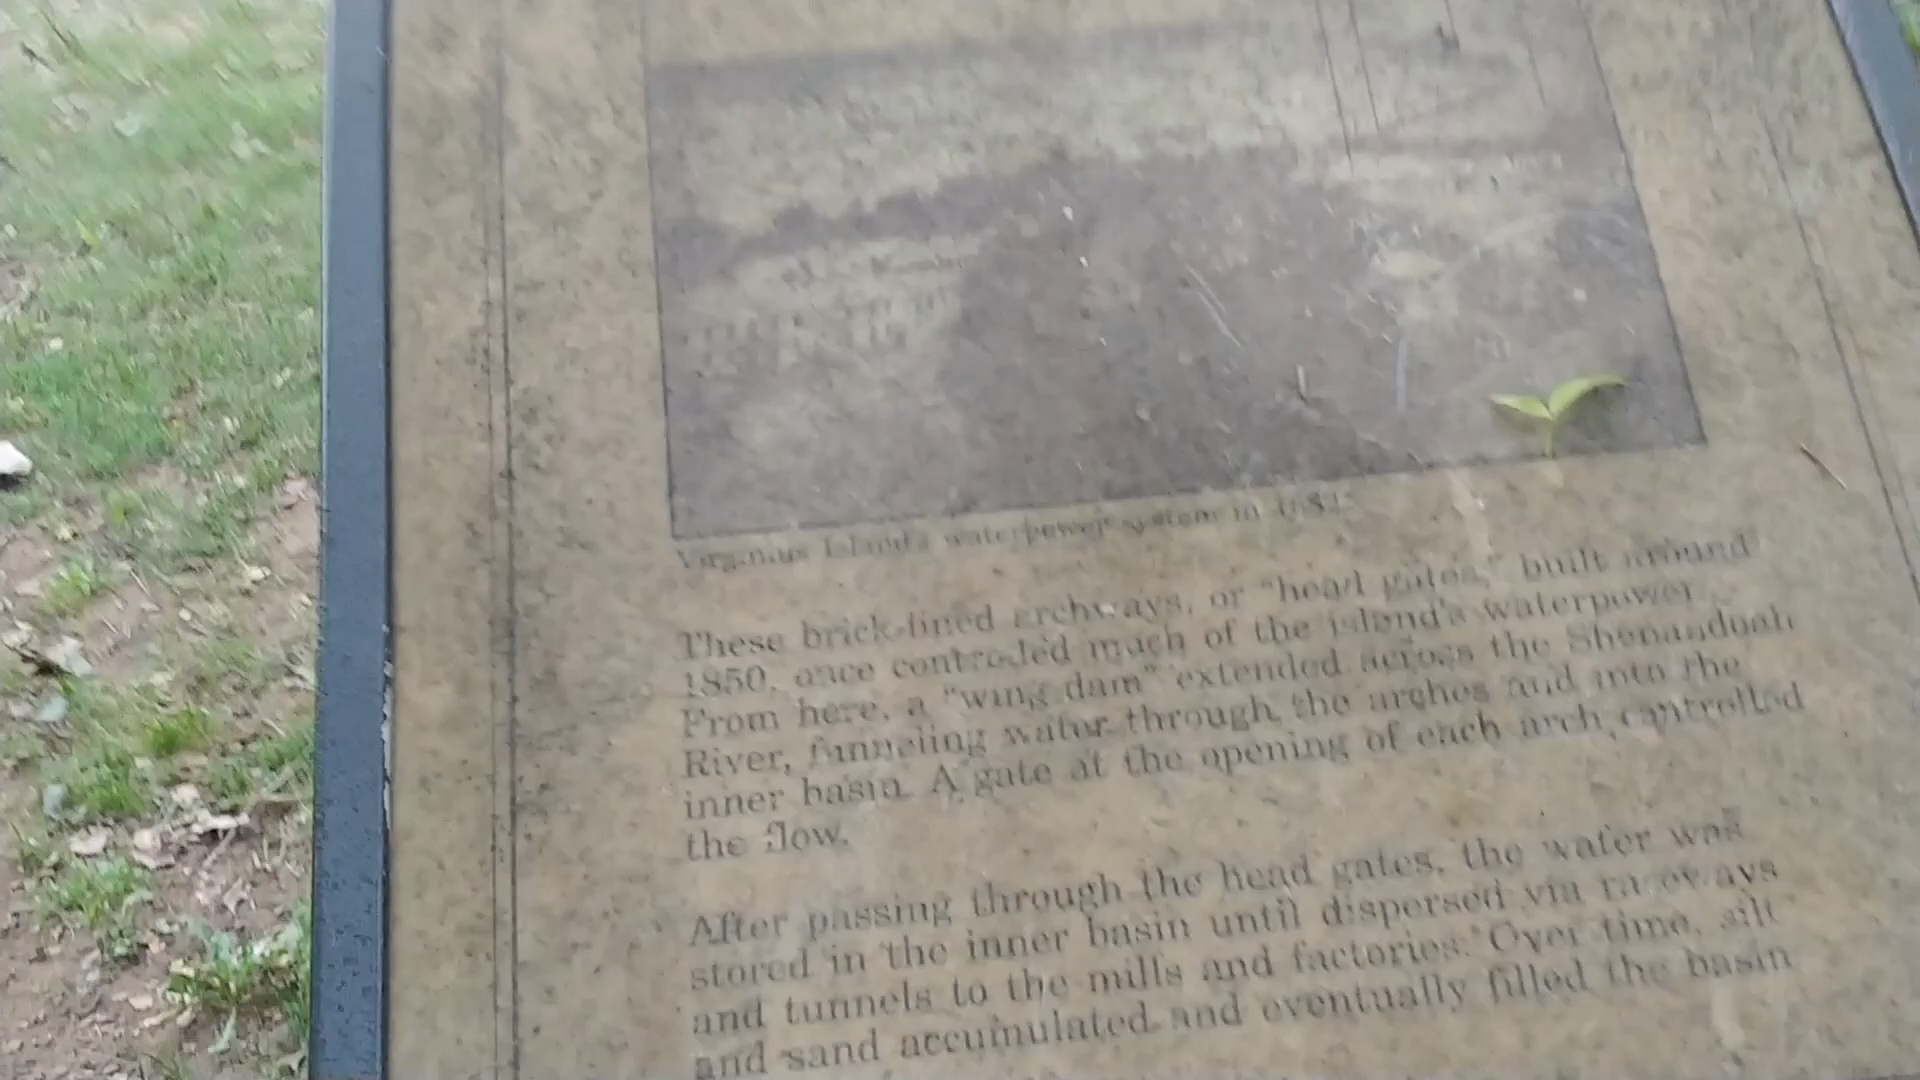 Virginius Island's waterpower system in
These brick-lined archways, or "head gates," built around
1850, once controlled much of the island's waterpower.
From here, a "wing dam" extended across the Shenandoah
River, funneling water through the arches and into the
inner basin. A gate at the opening of each arch controlled
the flow.
After passing through the head gates, the water was
stored in the inner basin until dispersed via raceways
and tunnels to the mills and factories. Over time, silt
and sand accumulated and eventually filled the basin